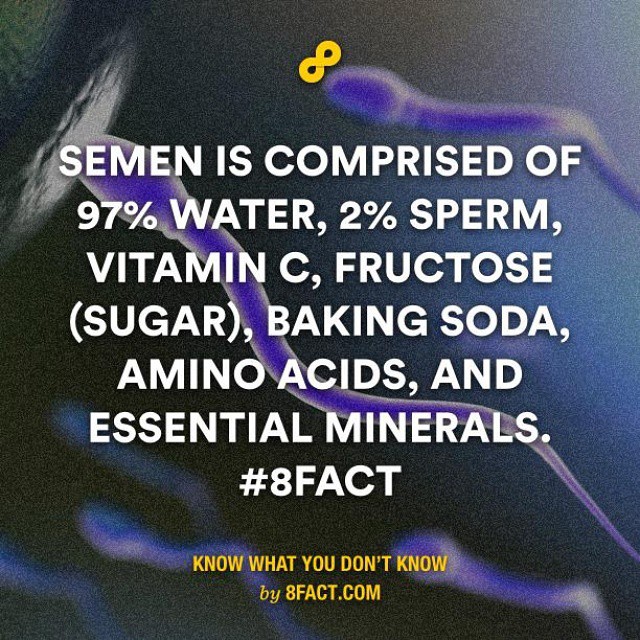 SEMEN IS COMPRISED OF
97% WATER, 2% SPERM,
VITAMIN C, FRUCTOSE
(SUGAR), BAKING SODA,
AMINO ACIDS, AND
ESSENTIAL MINERALS.
#8FACT
KNOW WHAT YOU DON'T KNOW
by 8FACT.COM